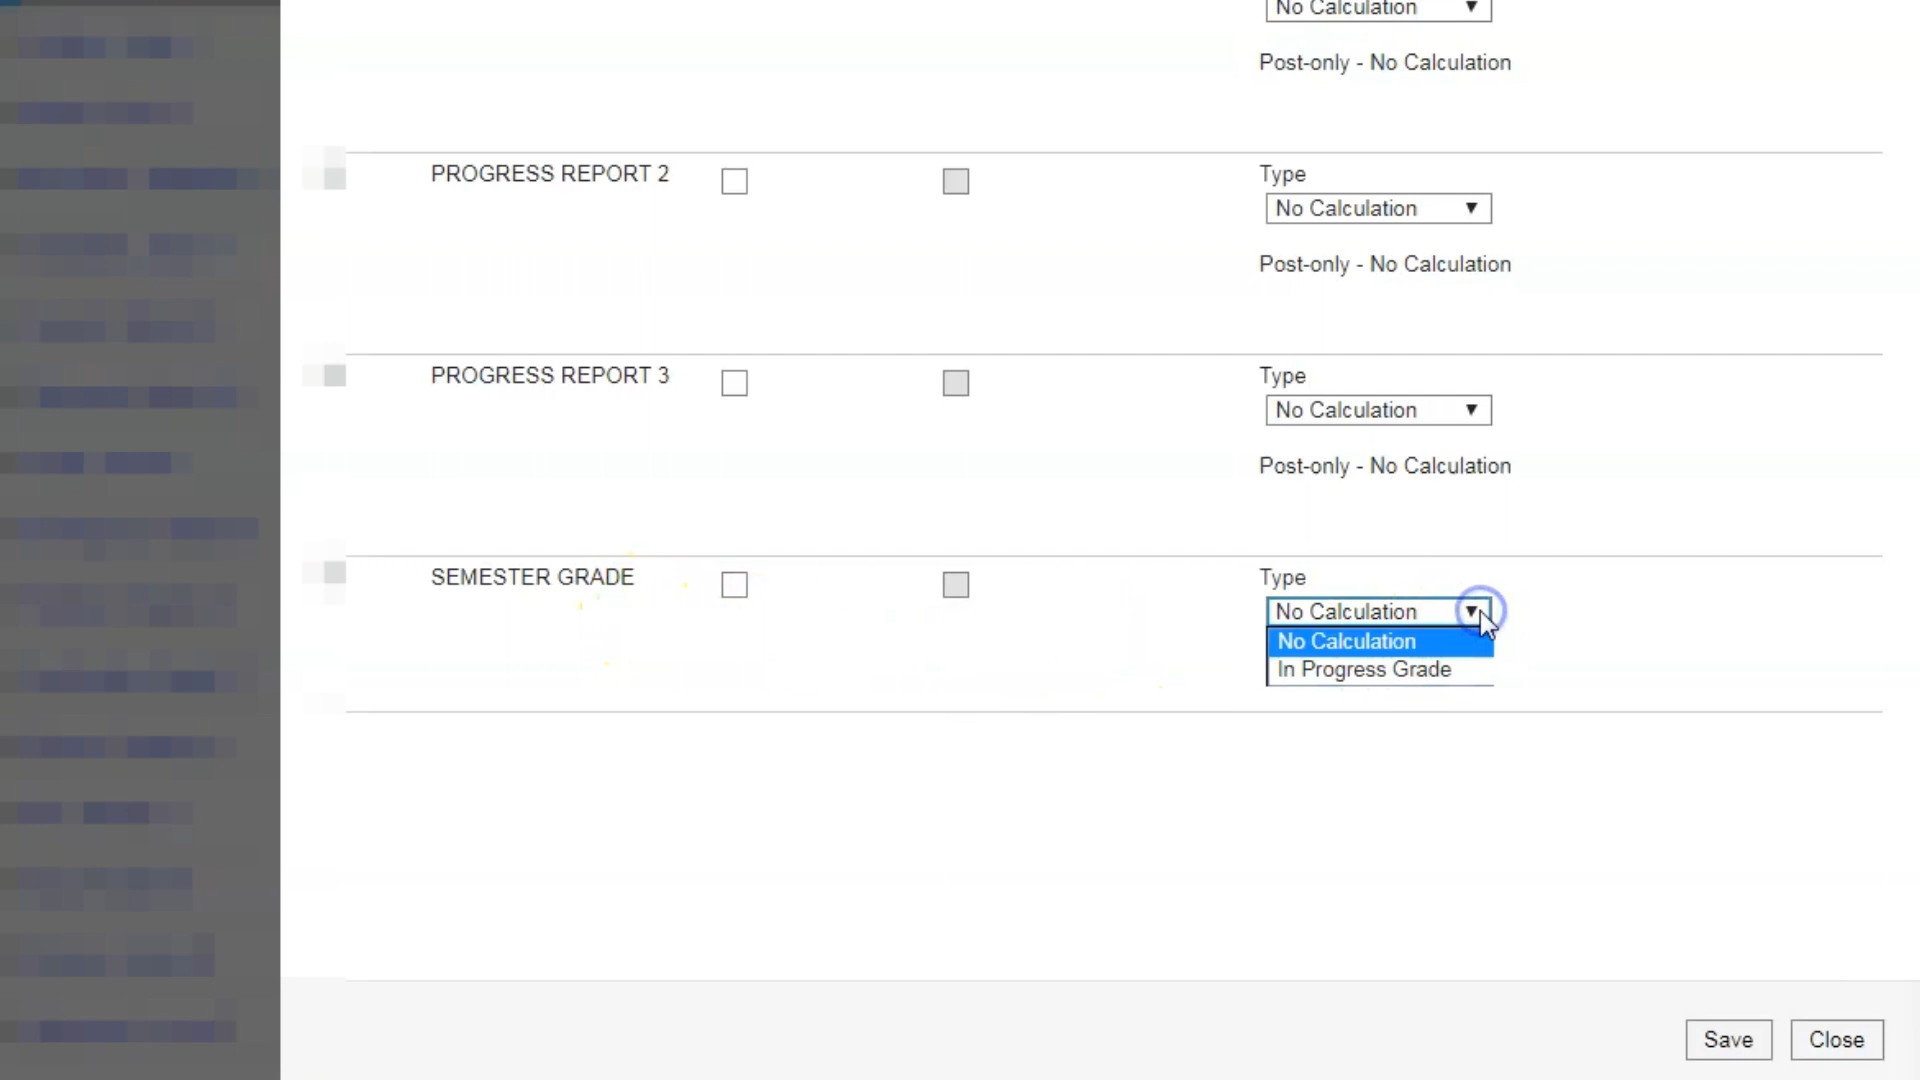 No Calculation ▼
Post-only - No Calculation
PROGRESS REPORT 2
Type
No Calculation ▼
Post-only - No Calculation
PROGRESS REPORT 3
Type
No Calculation ▼
Post-only - No Calculation
SEMESTER GRADE
Type
No Calculation ▼
No Calculation
In Progress Grade
Save Close